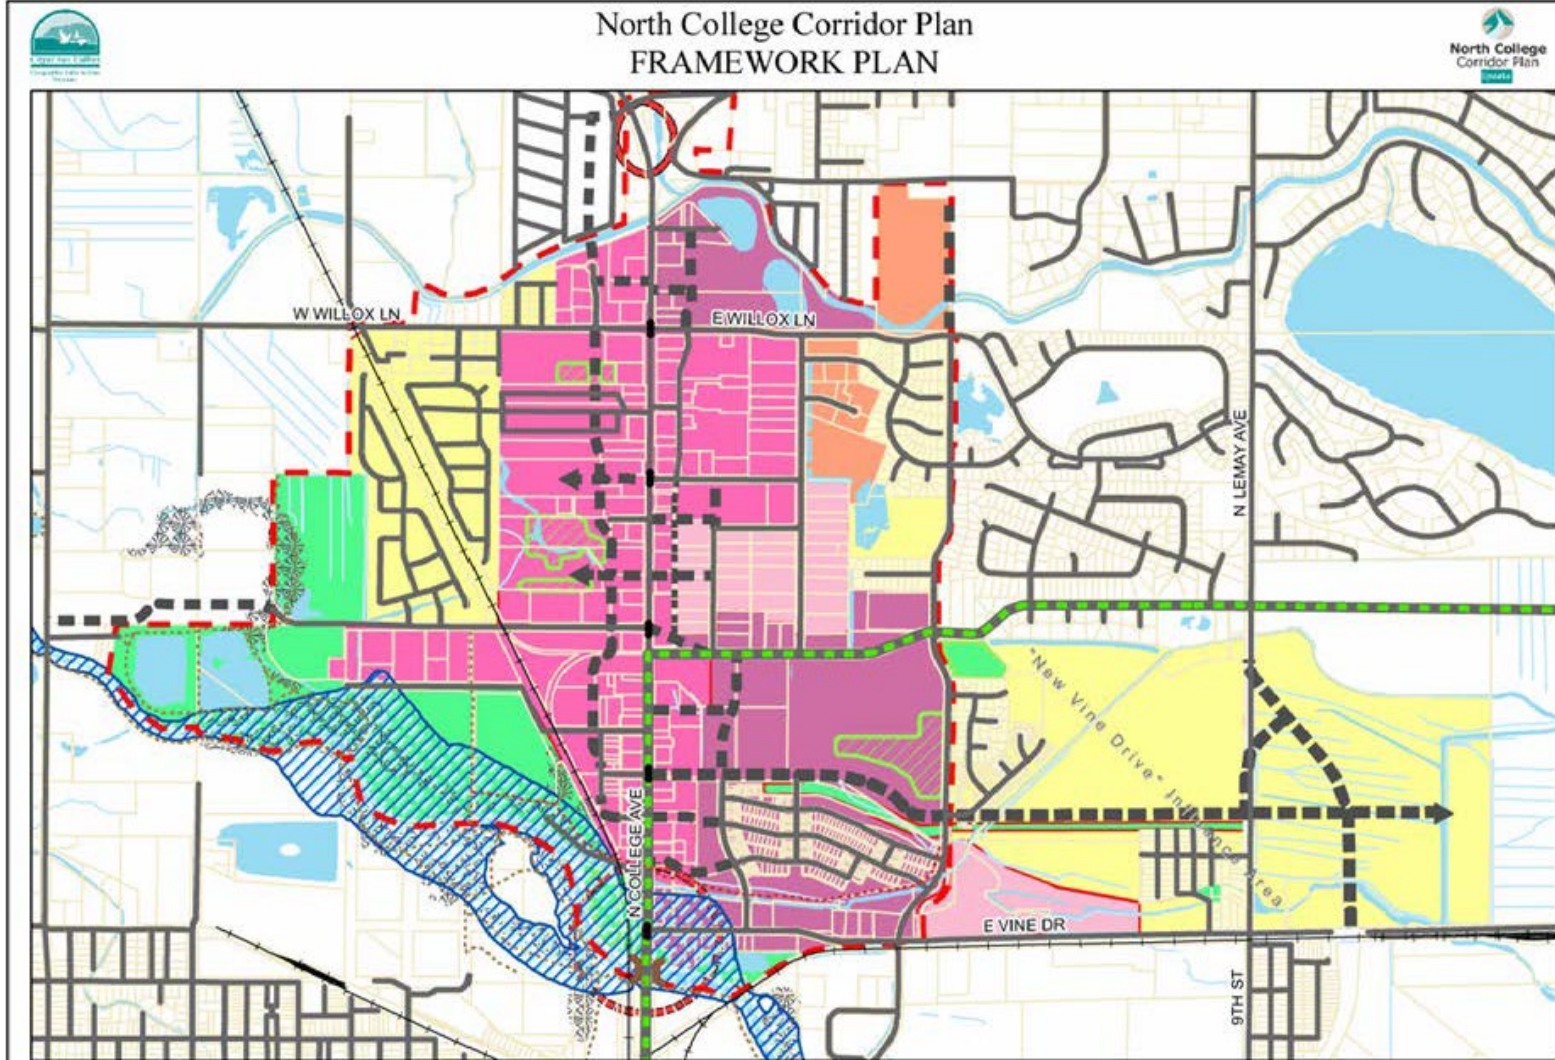 North College Corridor Plan
FRAMEWORK PLAN
North College
Corridor Plan
Update
W WILLOX LN
E WILLOX LN
N LEMAY AVE
"New Vine Drive" Influence Area
N COLLEGE AVE
E VINE DR
9TH ST